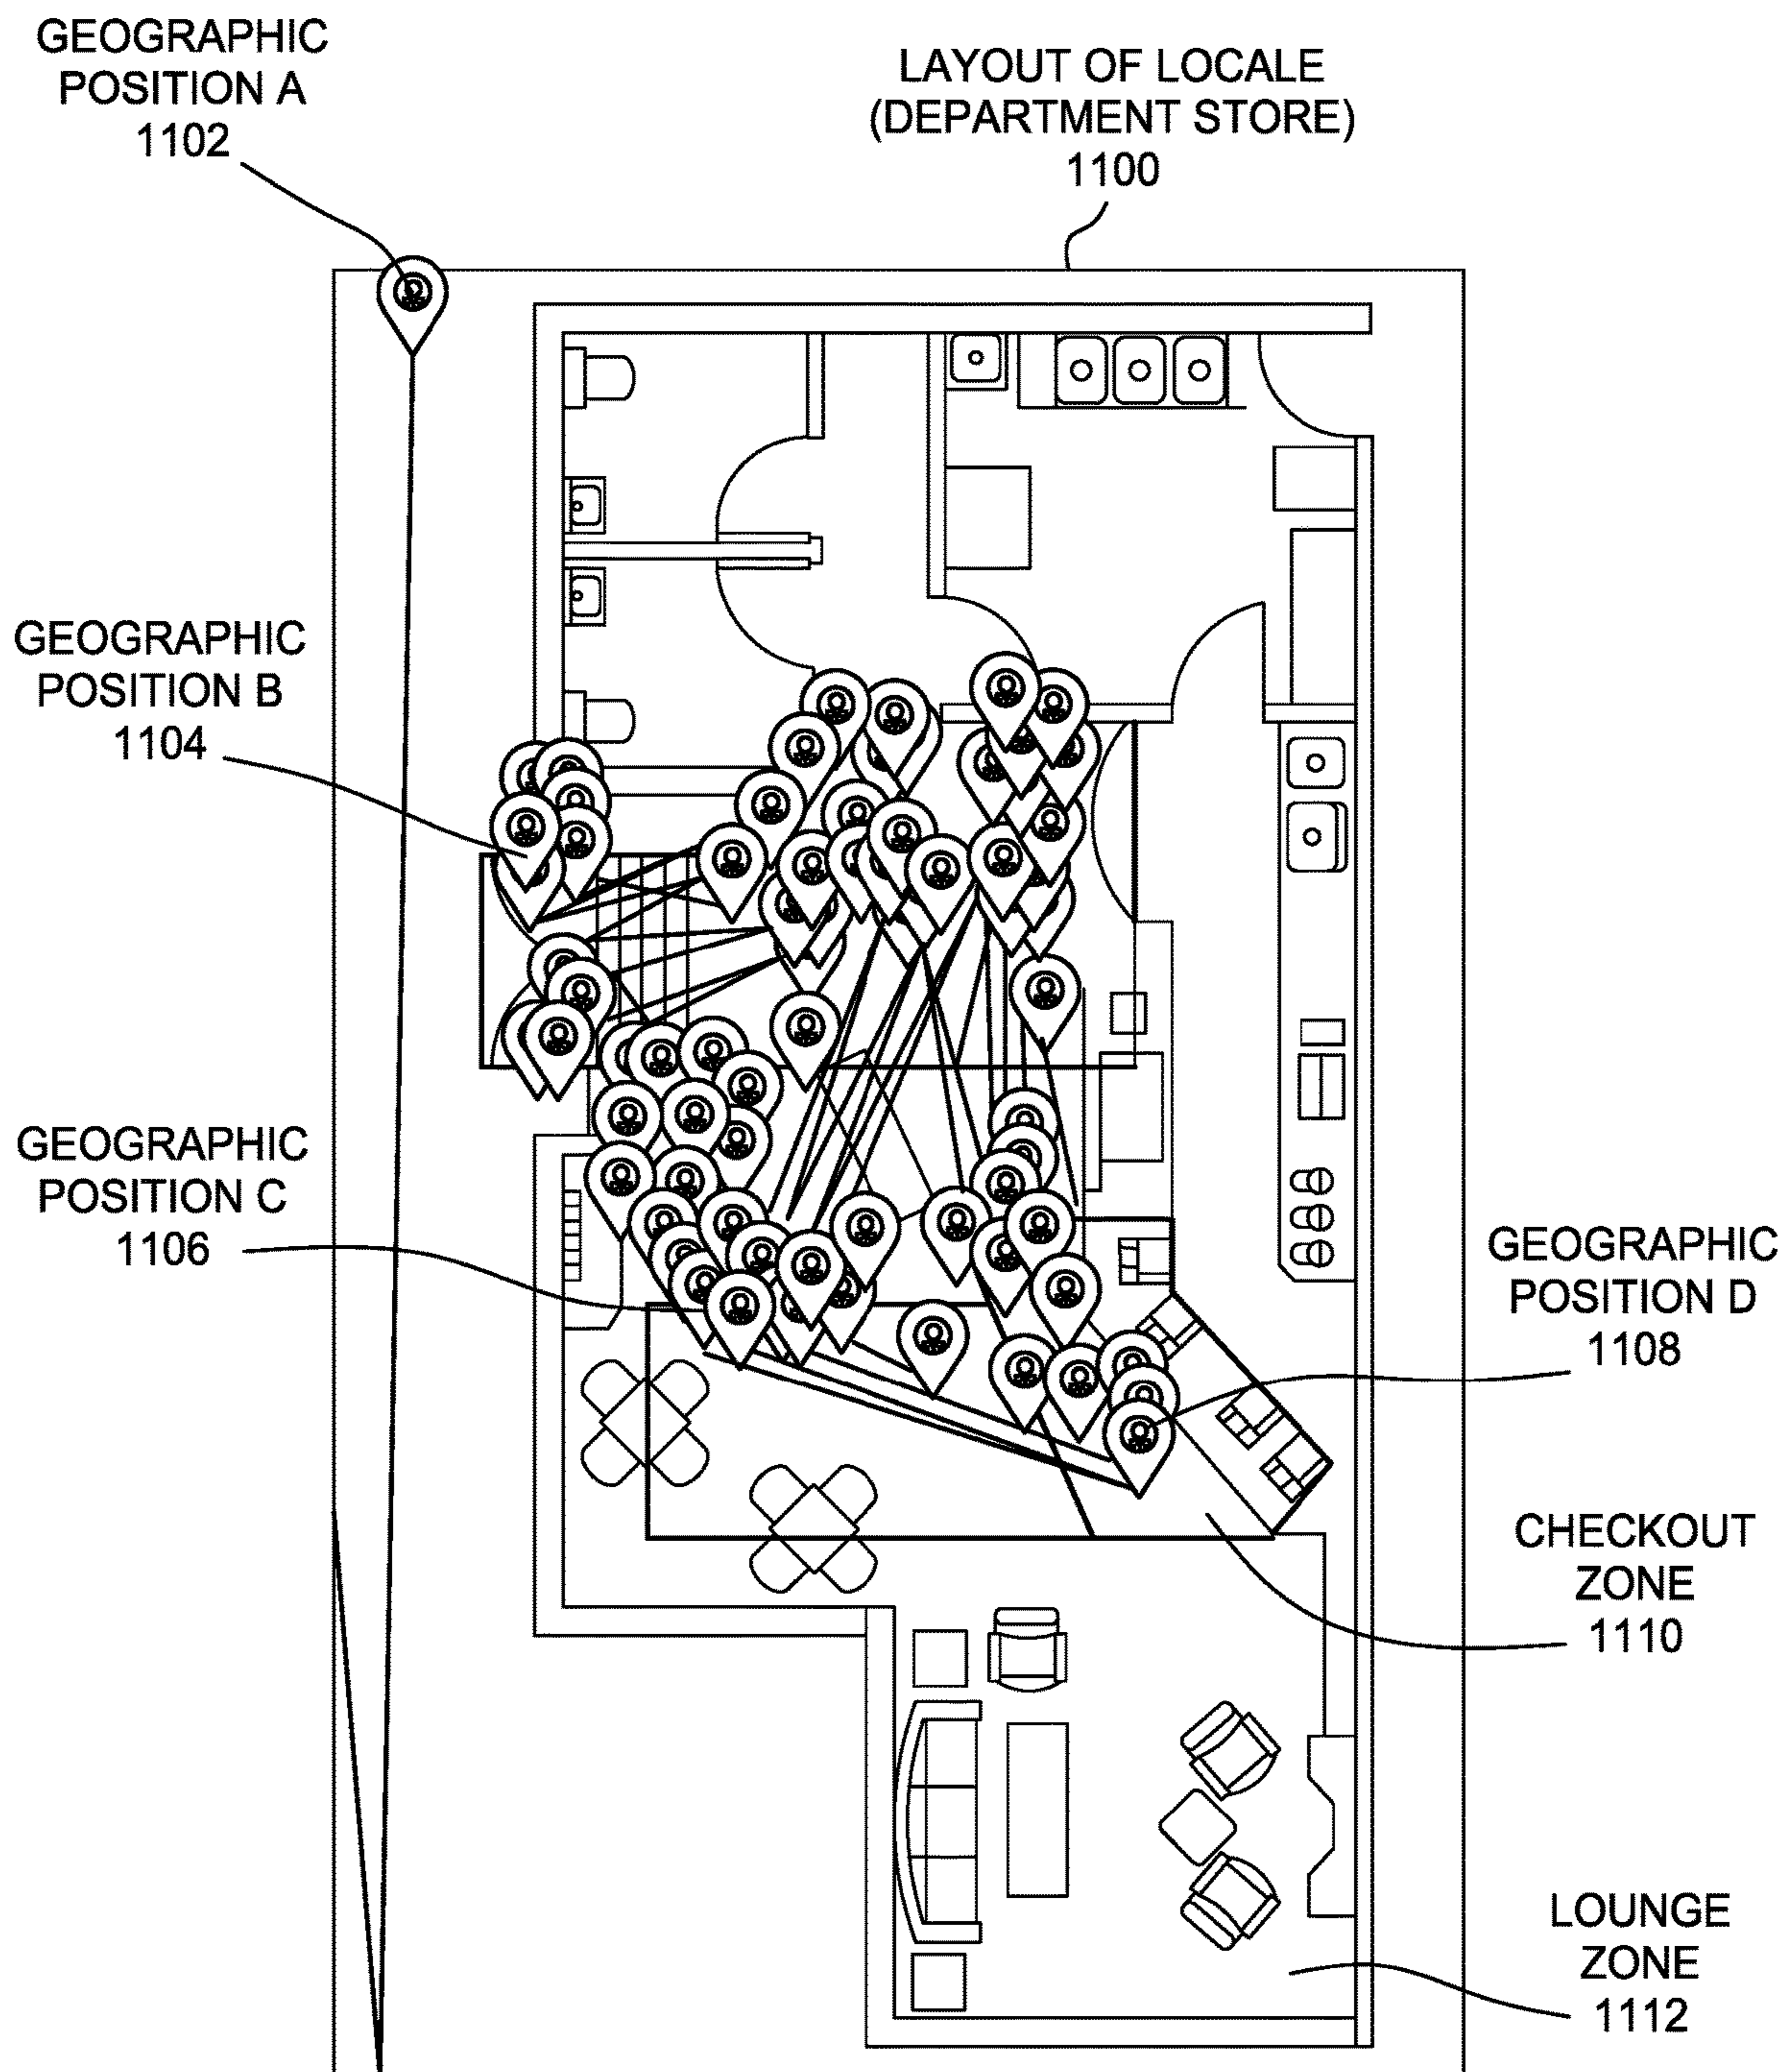 GEOGRAPHIC
POSITION A
1102
LAYOUT OF LOCALE
(DEPARTMENT STORE)
1100
GEOGRAPHIC
POSITION B
1104
GEOGRAPHIC
POSITION C
1106
GEOGRAPHIC
POSITION D
1108
CHECKOUT
ZONE
1110
LOUNGE
ZONE
1112